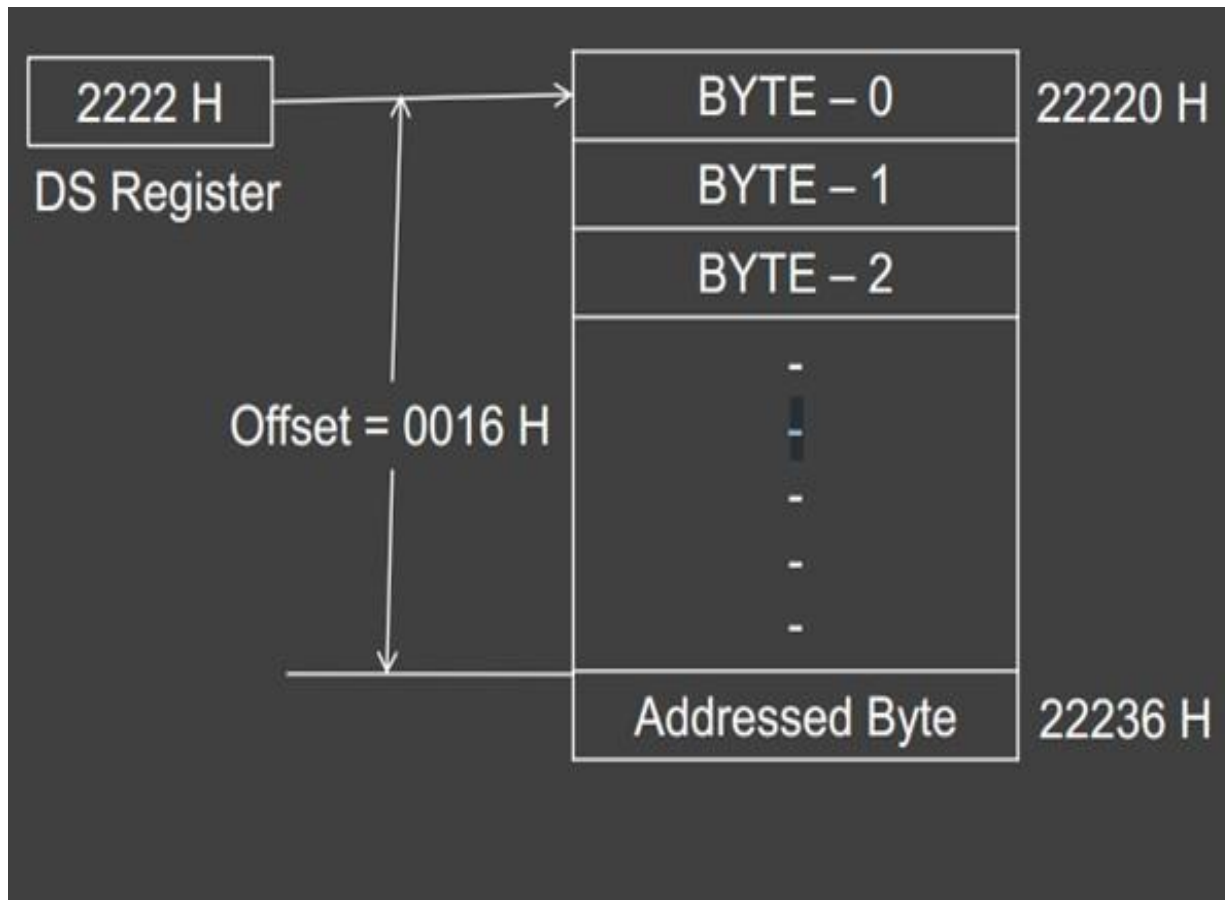 2222 H
DS Register
BYTE – 0
22220 H
BYTE – 1
BYTE – 2
-
-
-
-
-
Offset = 0016 H
Addressed Byte
22236 H